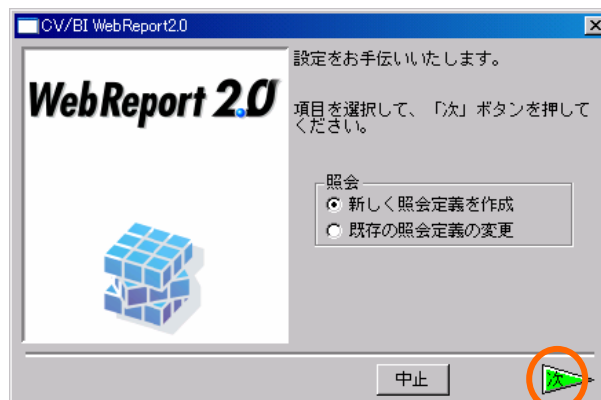 CV/BI WebReport2.0
WebReport 2.0
設定をお手伝いいたします。
項目を選択して、「次」ボタンを押して
ください。
照会
新しく照会定義を作成
既存の照会定義の変更
中止
次